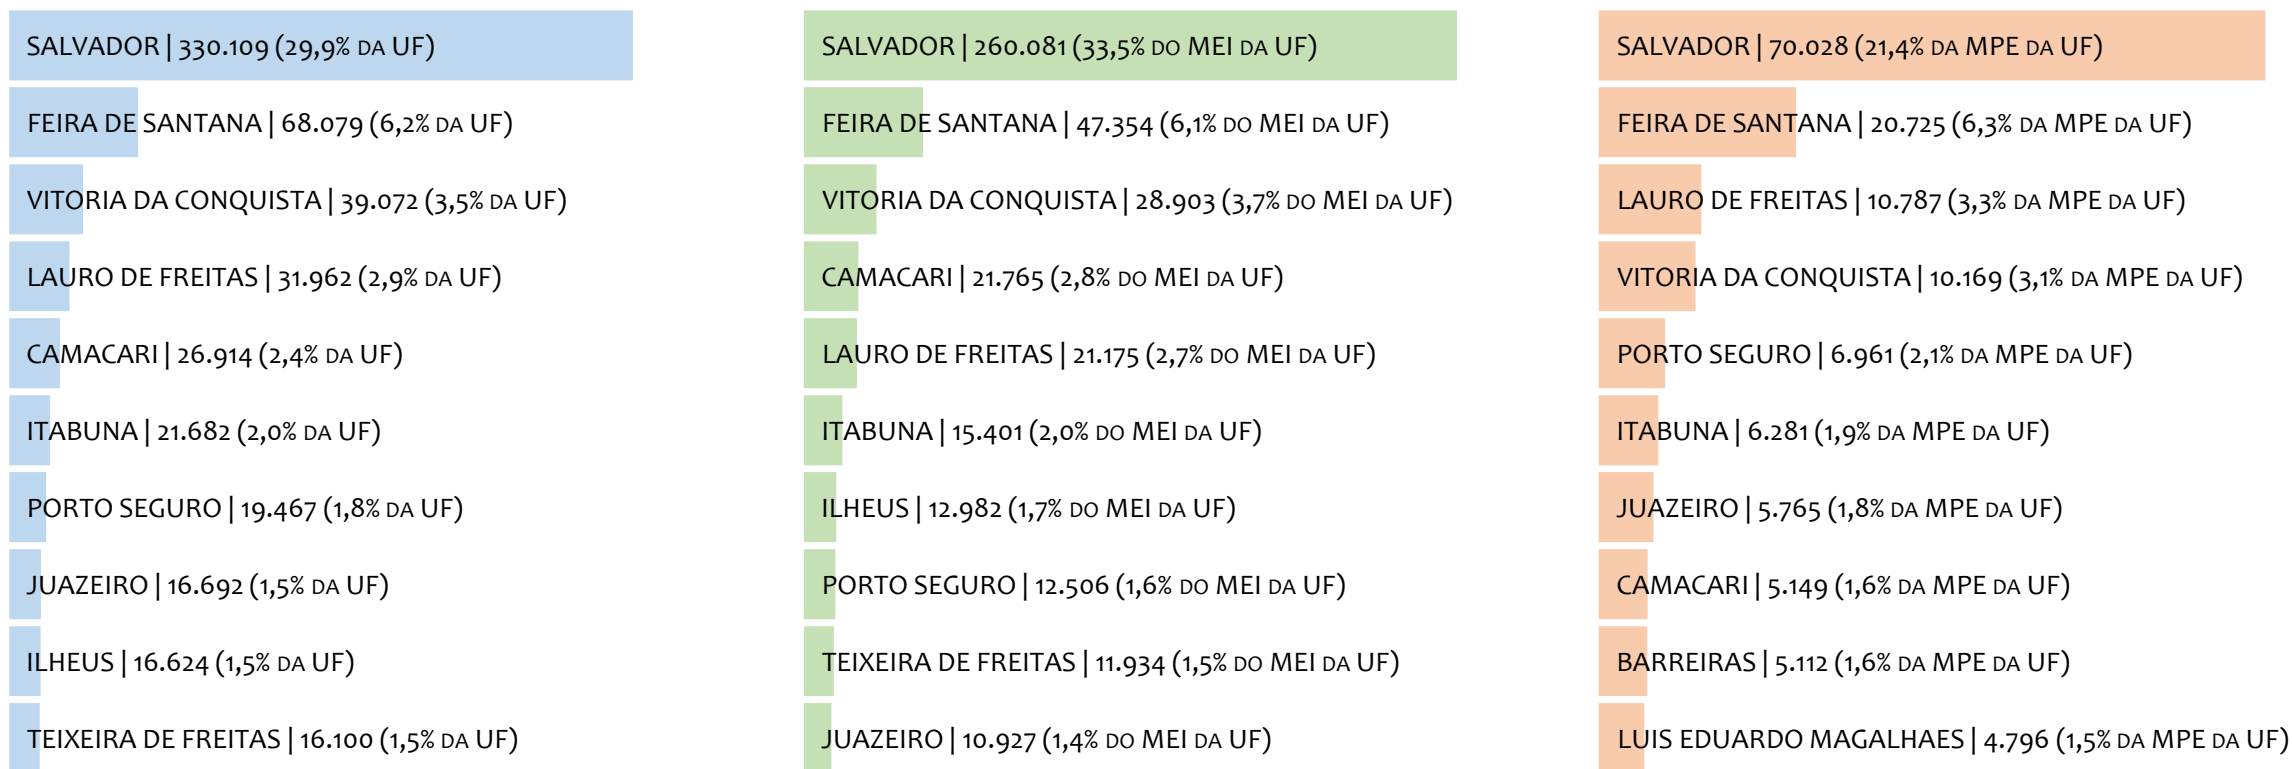 SALVADOR | 330.109 (29,9% DA UF)
FEIRA DE SANTANA | 68.079 (6,2% DA UF)
VITORIA DA CONQUISTA | 39.072 (3,5% DA UF)
LAURO DE FREITAS | 31.962 (2,9% DA UF)
CAMACARI | 26.914 (2,4% DA UF)
ITABUNA | 21.682 (2,0% DA UF)
PORTO SEGURO | 19.467 (1,8% DA UF)
JUAZEIRO | 16.692 (1,5% DA UF)
ILHEUS | 16.624 (1,5% DA UF)
TEIXEIRA DE FREITAS | 16.100 (1,5% DA UF)
SALVADOR | 260.081 (33,5% DO MEI DA UF)
FEIRA DE SANTANA | 47.354 (6,1% DO MEI DA UF)
VITORIA DA CONQUISTA | 28.903 (3,7% DO MEI DA UF)
CAMACARI | 21.765 (2,8% DO MEI DA UF)
LAURO DE FREITAS | 21.175 (2,7% DO MEI DA UF)
ITABUNA | 15.401 (2,0% DO MEI DA UF)
ILHEUS | 12.982 (1,7% DO MEI DA UF)
PORTO SEGURO | 12.506 (1,6% DO MEI DA UF)
TEIXEIRA DE FREITAS | 11.934 (1,5% DO MEI DA UF)
JUAZEIRO | 10.927 (1,4% DO MEI DA UF)
SALVADOR | 70.028 (21,4% DA MPE DA UF)
FEIRA DE SANTANA | 20.725 (6,3% DA MPE DA UF)
LAURO DE FREITAS | 10.787 (3,3% DA MPE DA UF)
VITORIA DA CONQUISTA | 10.169 (3,1% DA MPE DA UF)
PORTO SEGURO | 6.961 (2,1% DA MPE DA UF)
ITABUNA | 6.281 (1,9% DA MPE DA UF)
JUAZEIRO | 5.765 (1,8% DA MPE DA UF)
CAMACARI | 5.149 (1,6% DA MPE DA UF)
BARREIRAS | 5.112 (1,6% DA MPE DA UF)
LUIS EDUARDO MAGALHAES | 4.796 (1,5% DA MPE DA UF)